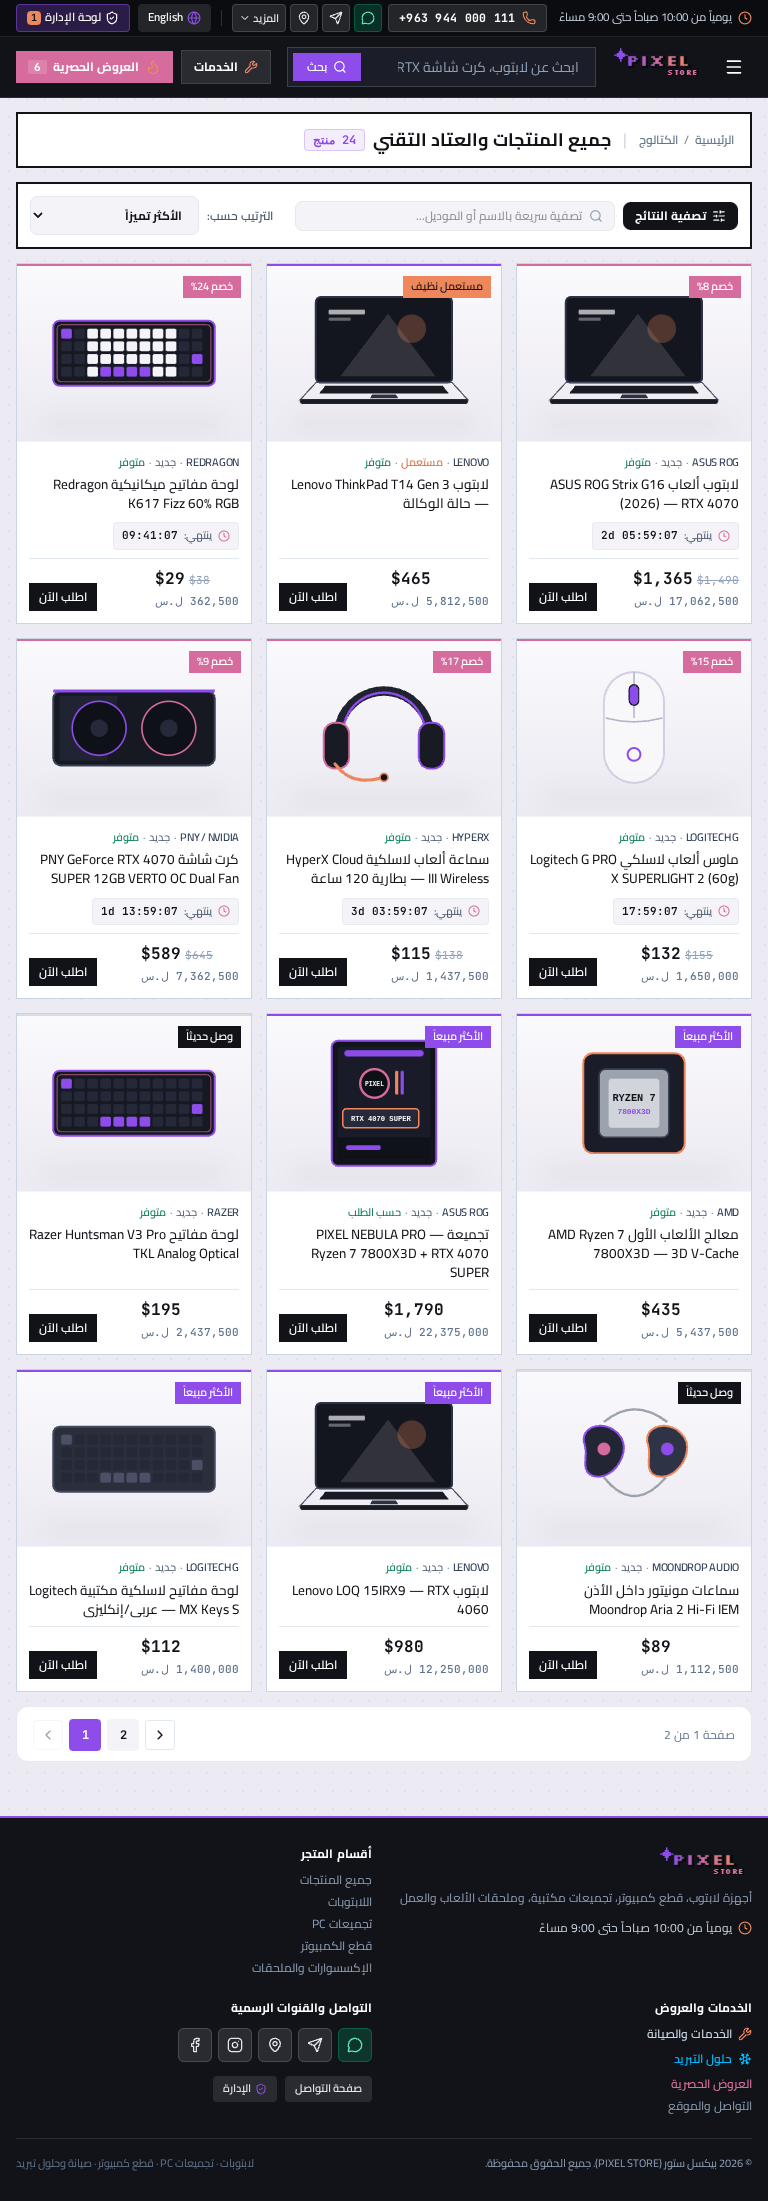 يومياً من 10:00 صباحاً حتى 9:00 مساءً
+963 944 000 111
المزيد
English
لوحة الإدارة 1
PIXEL STORE
ابحث عن لابتوب، كرت شاشة RTX
بحث
الخدمات
العروض الحصرية 6
الرئيسية / الكتالوج | جميع المنتجات والعتاد التقني 24 منتج
تصفية النتائج
تصفية سريعة بالاسم أو الموديل...
الترتيب حسب:
الأكثر تميزاً
خصم 8%
ASUS ROG · جديد · متوفر
لابتوب ألعاب ASUS ROG Strix G16
(2026) — RTX 4070
ينتهي: 2d 05:59:07
$1,365 $1,490
17,062,500 ل.س
اطلب الآن
مستعمل نظيف
LENOVO · مستعمل · متوفر
لابتوب Lenovo ThinkPad T14 Gen 3
— حالة الوكالة
$465
5,812,500 ل.س
اطلب الآن
خصم 24%
REDRAGON · جديد · متوفر
لوحة مفاتيح ميكانيكية Redragon
K617 Fizz 60% RGB
ينتهي: 09:41:07
$29 $38
362,500 ل.س
اطلب الآن
خصم 15%
LOGITECH G · جديد · متوفر
ماوس ألعاب لاسلكي Logitech G PRO
X SUPERLIGHT 2 (60g)
ينتهي: 17:59:07
$132 $155
1,650,000 ل.س
اطلب الآن
خصم 17%
HYPERX · جديد · متوفر
سماعة ألعاب لاسلكية HyperX Cloud
III Wireless — بطارية 120 ساعة
ينتهي: 3d 03:59:07
$115 $138
1,437,500 ل.س
اطلب الآن
خصم 9%
PNY / NVIDIA · جديد · متوفر
كرت شاشة PNY GeForce RTX 4070
SUPER 12GB VERTO OC Dual Fan
ينتهي: 1d 13:59:07
$589 $645
7,362,500 ل.س
اطلب الآن
الأكثر مبيعاً
RYZEN 7
7800X3D
AMD · جديد · متوفر
معالج الألعاب الأول AMD Ryzen 7
7800X3D — 3D V-Cache
$435
5,437,500 ل.س
اطلب الآن
الأكثر مبيعاً
PIXEL
RTX 4070 SUPER
ASUS ROG · جديد · حسب الطلب
تجميعة PIXEL NEBULA PRO —
Ryzen 7 7800X3D + RTX 4070
SUPER
$1,790
22,375,000 ل.س
اطلب الآن
وصل حديثاً
RAZER · جديد · متوفر
لوحة مفاتيح Razer Huntsman V3 Pro
TKL Analog Optical
$195
2,437,500 ل.س
اطلب الآن
وصل حديثاً
MOONDROP AUDIO · جديد · متوفر
سماعات مونيتور داخل الأذن
Moondrop Aria 2 Hi-Fi IEM
$89
1,112,500 ل.س
اطلب الآن
الأكثر مبيعاً
LENOVO · جديد · متوفر
لابتوب Lenovo LOQ 15IRX9 — RTX
4060
$980
12,250,000 ل.س
اطلب الآن
الأكثر مبيعاً
LOGITECH G · جديد · متوفر
لوحة مفاتيح لاسلكية مكتبية Logitech
MX Keys S — عربي/إنكليزي
$112
1,400,000 ل.س
اطلب الآن
صفحة 1 من 2
2 1
PIXEL STORE
أجهزة لابتوب، قطع كمبيوتر، تجميعات مكتبية، وملحقات الألعاب والعمل
يومياً من 10:00 صباحاً حتى 9:00 مساءً
أقسام المتجر
جميع المنتجات
اللابتوبات
تجميعات PC
قطع الكمبيوتر
الإكسسوارات والملحقات
الخدمات والعروض
الخدمات والصيانة
حلول التبريد
العروض الحصرية
التواصل والموقع
التواصل والقنوات الرسمية
صفحة التواصل
الإدارة
© 2026 بيكسل ستور (PIXEL STORE). جميع الحقوق محفوظة.
لابتوبات · تجميعات PC · قطع كمبيوتر · صيانة وحلول تبريد